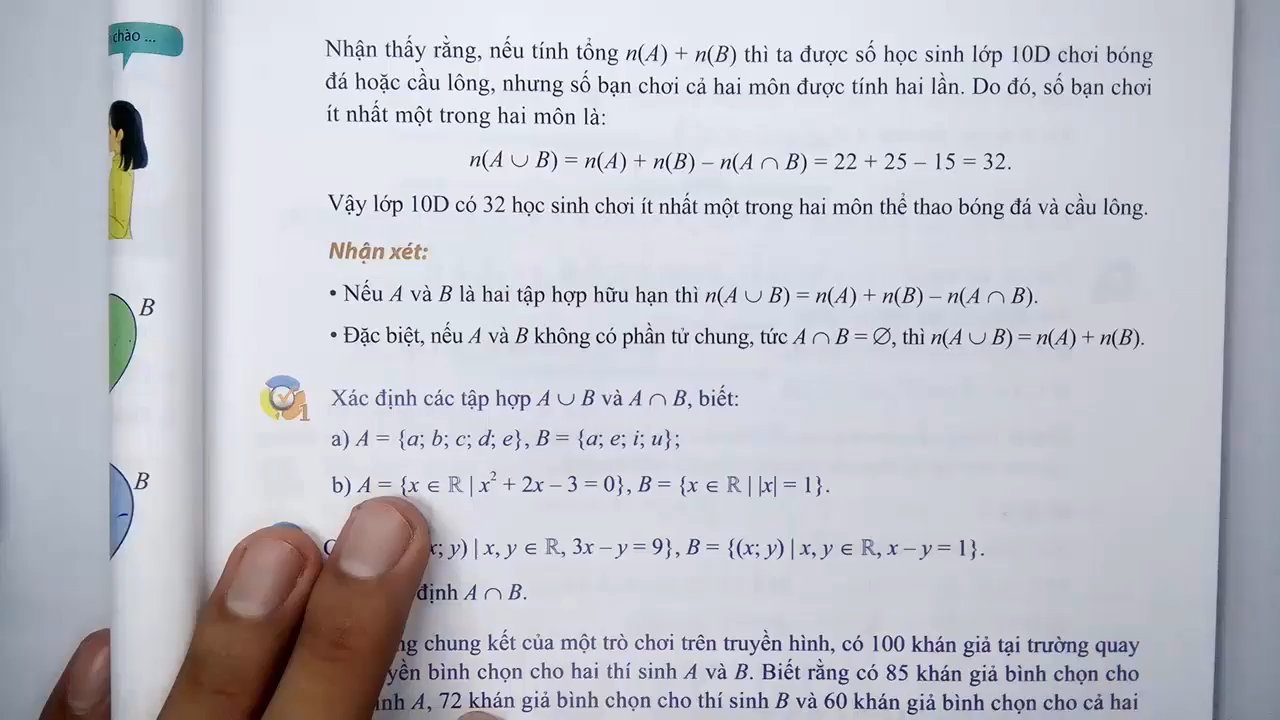 chào ...
Nhận thấy rằng, nếu tính tổng n(A) + n(B) thì ta được số học sinh lớp 10D chơi bóng
đá hoặc cầu lông, nhưng số bạn chơi cả hai môn được tính hai lần. Do đó, số bạn chơi
ít nhất một trong hai môn là:
n(A ∪ B) = n(A) + n(B) – n(A ∩ B) = 22 + 25 – 15 = 32.
Vậy lớp 10D có 32 học sinh chơi ít nhất một trong hai môn thể thao bóng đá và cầu lông.
Nhận xét:
B
• Nếu A và B là hai tập hợp hữu hạn thì n(A ∪ B) = n(A) + n(B) – n(A ∩ B).
• Đặc biệt, nếu A và B không có phần tử chung, tức A ∩ B = ∅, thì n(A ∪ B) = n(A) + n(B).
1
Xác định các tập hợp A ∪ B và A ∩ B, biết:
a) A = {a; b; c; d; e}, B = {a; e; i; u};
B
b) A = {x ∈ ℝ | x² + 2x – 3 = 0}, B = {x ∈ ℝ | |x| = 1}.
; y) | x, y ∈ ℝ, 3x – y = 9}, B = {(x; y) | x, y ∈ ℝ, x – y = 1}.
định A ∩ B.
chung kết của một trò chơi trên truyền hình, có 100 khán giả tại trường quay
bình chọn cho hai thí sinh A và B. Biết rằng có 85 khán giả bình chọn cho
A, 72 khán giả bình chọn cho thí sinh B và 60 khán giả bình chọn cho cả hai